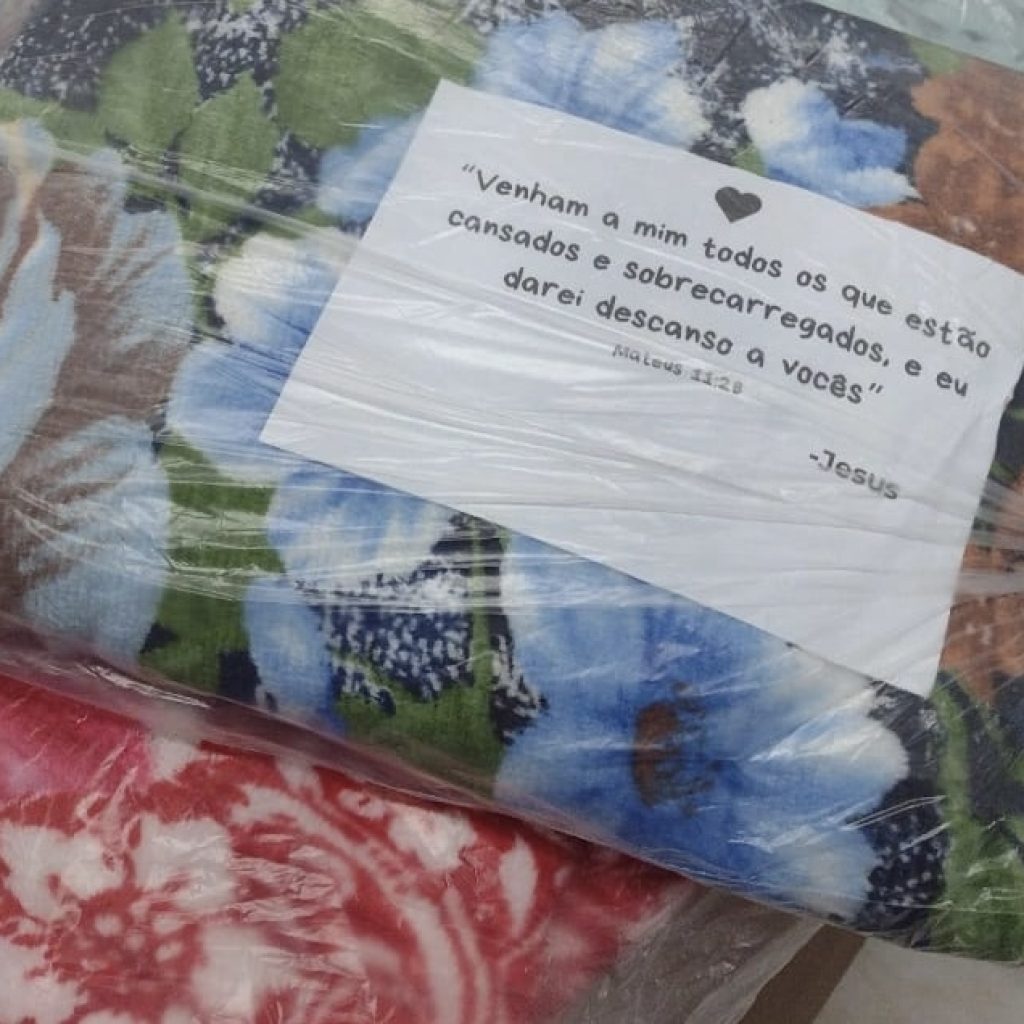 “Venham a mim todos os que estão
cansados e sobrecarregados, e eu
darei descanso a vocês”
Mateus 11:28
-Jesus